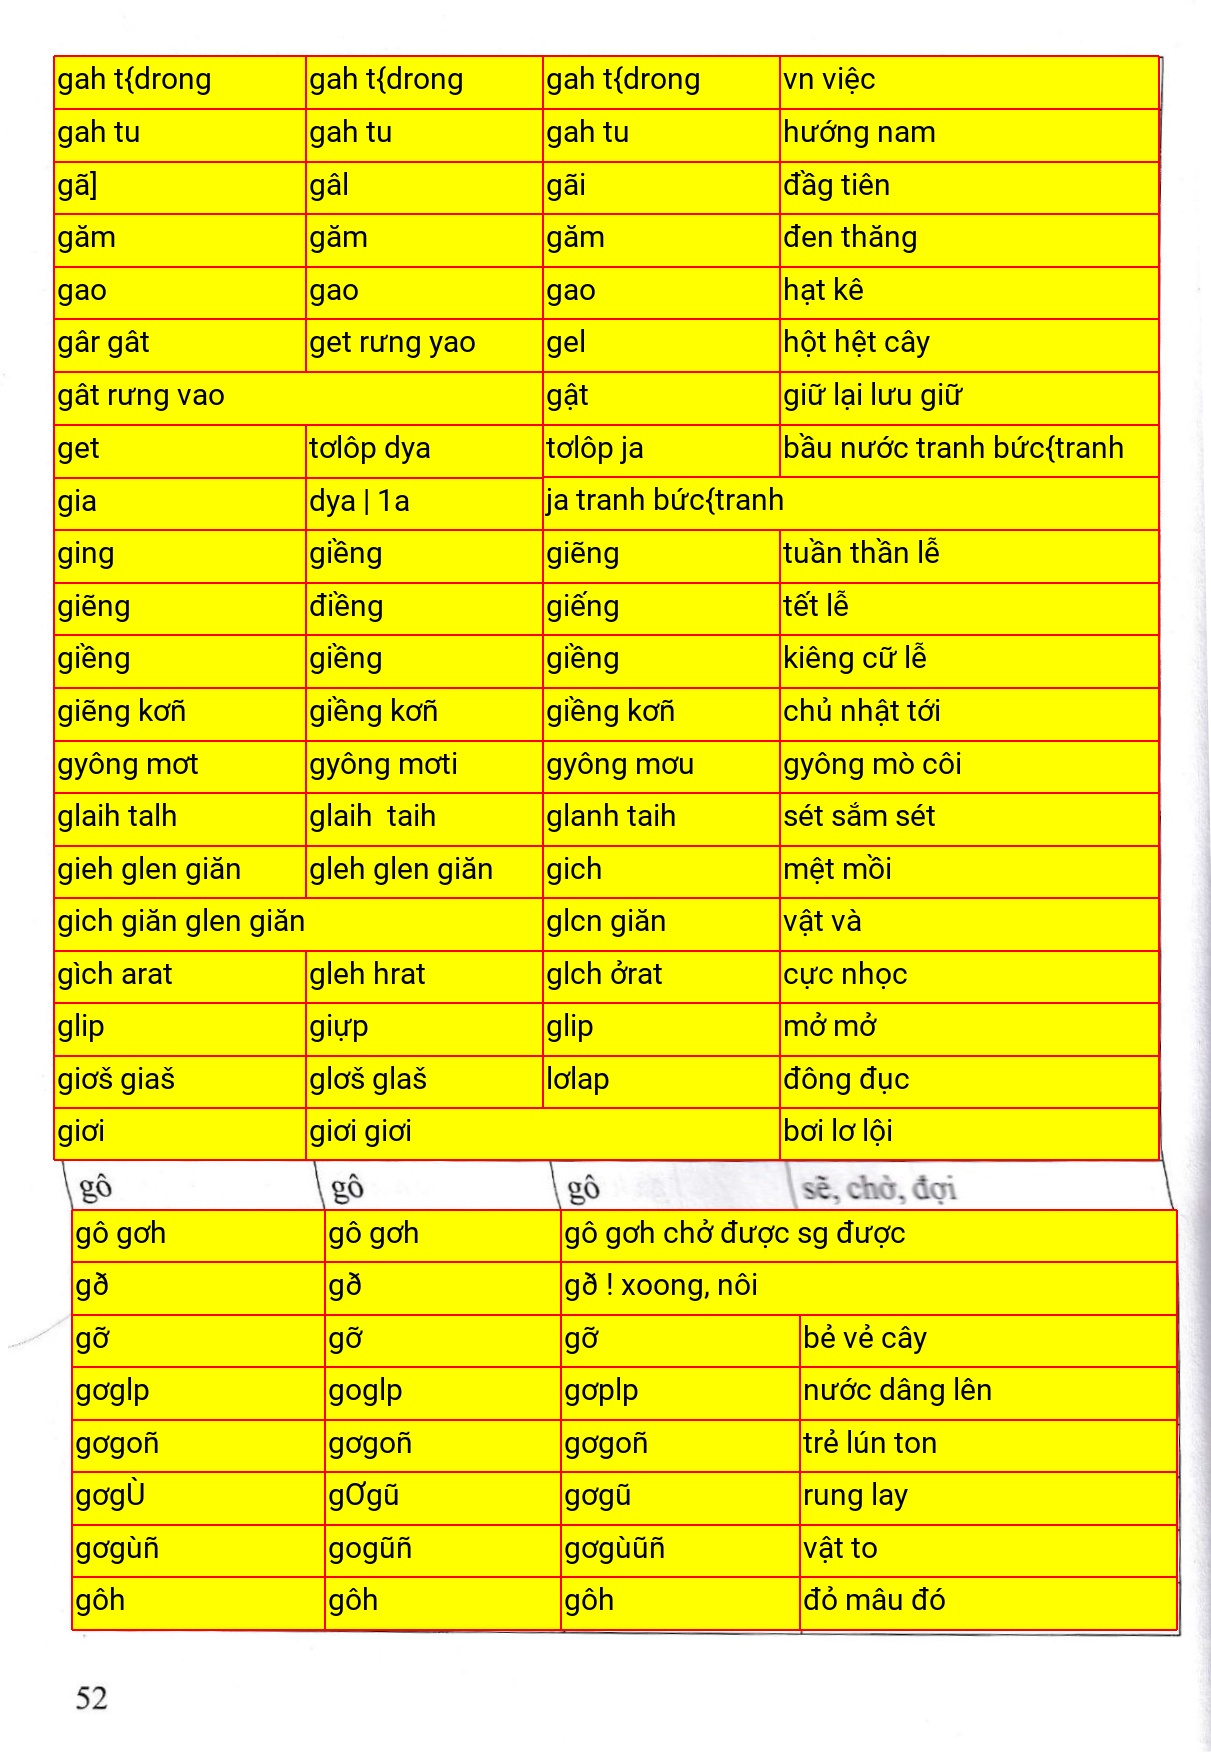 gah t{drong gah t{drong gah t{drong vn việc
gah tu gah tu gah tu hướng nam
gã] gâl gãi đầg tiên
găm găm găm đen thăng
gao gao gao hạt kê
gâr gât get rưng yao gel hột hệt cây
gât rưng vao gật giữ lại lưu giữ
get tơlôp dya tơlôp ja bầu nước tranh bức{tranh
gia dya | 1a ja tranh bức{tranh
ging giềng giẽng tuần thần lễ
giẽng điềng giếng tết lễ
giềng giềng giềng kiêng cữ lễ
giẽng kơñ giềng kơñ giềng kơñ chủ nhật tới
gyông mơt gyông mơti gyông mơu gyông mò côi
glaih talh glaih taih glanh taih sét sắm sét
gieh glen giăn gleh glen giăn gich mệt mồi
gich giăn glen giăn glcn giăn vật và
gìch arat gleh hrat glch ởrat cực nhọc
glip giựp glip mở mở
giơš giaš glơš glaš lơlap đông đục
giơi giơi giơi bơi lơ lội
gô gô gô sẽ, chờ, đợi
gô gơh gô gơh gô gơh chở được sg được
gð gð gð ! xoong, nôi
gỡ gỡ gỡ bẻ vẻ cây
gơglp goglp gơplp nước dâng lên
gơgoñ gơgoñ gơgoñ trẻ lún ton
gơgÙ gƠgũ gơgũ rung lay
gơgùñ gogũñ gơgùũñ vật to
gôh gôh gôh đỏ mâu đó
52